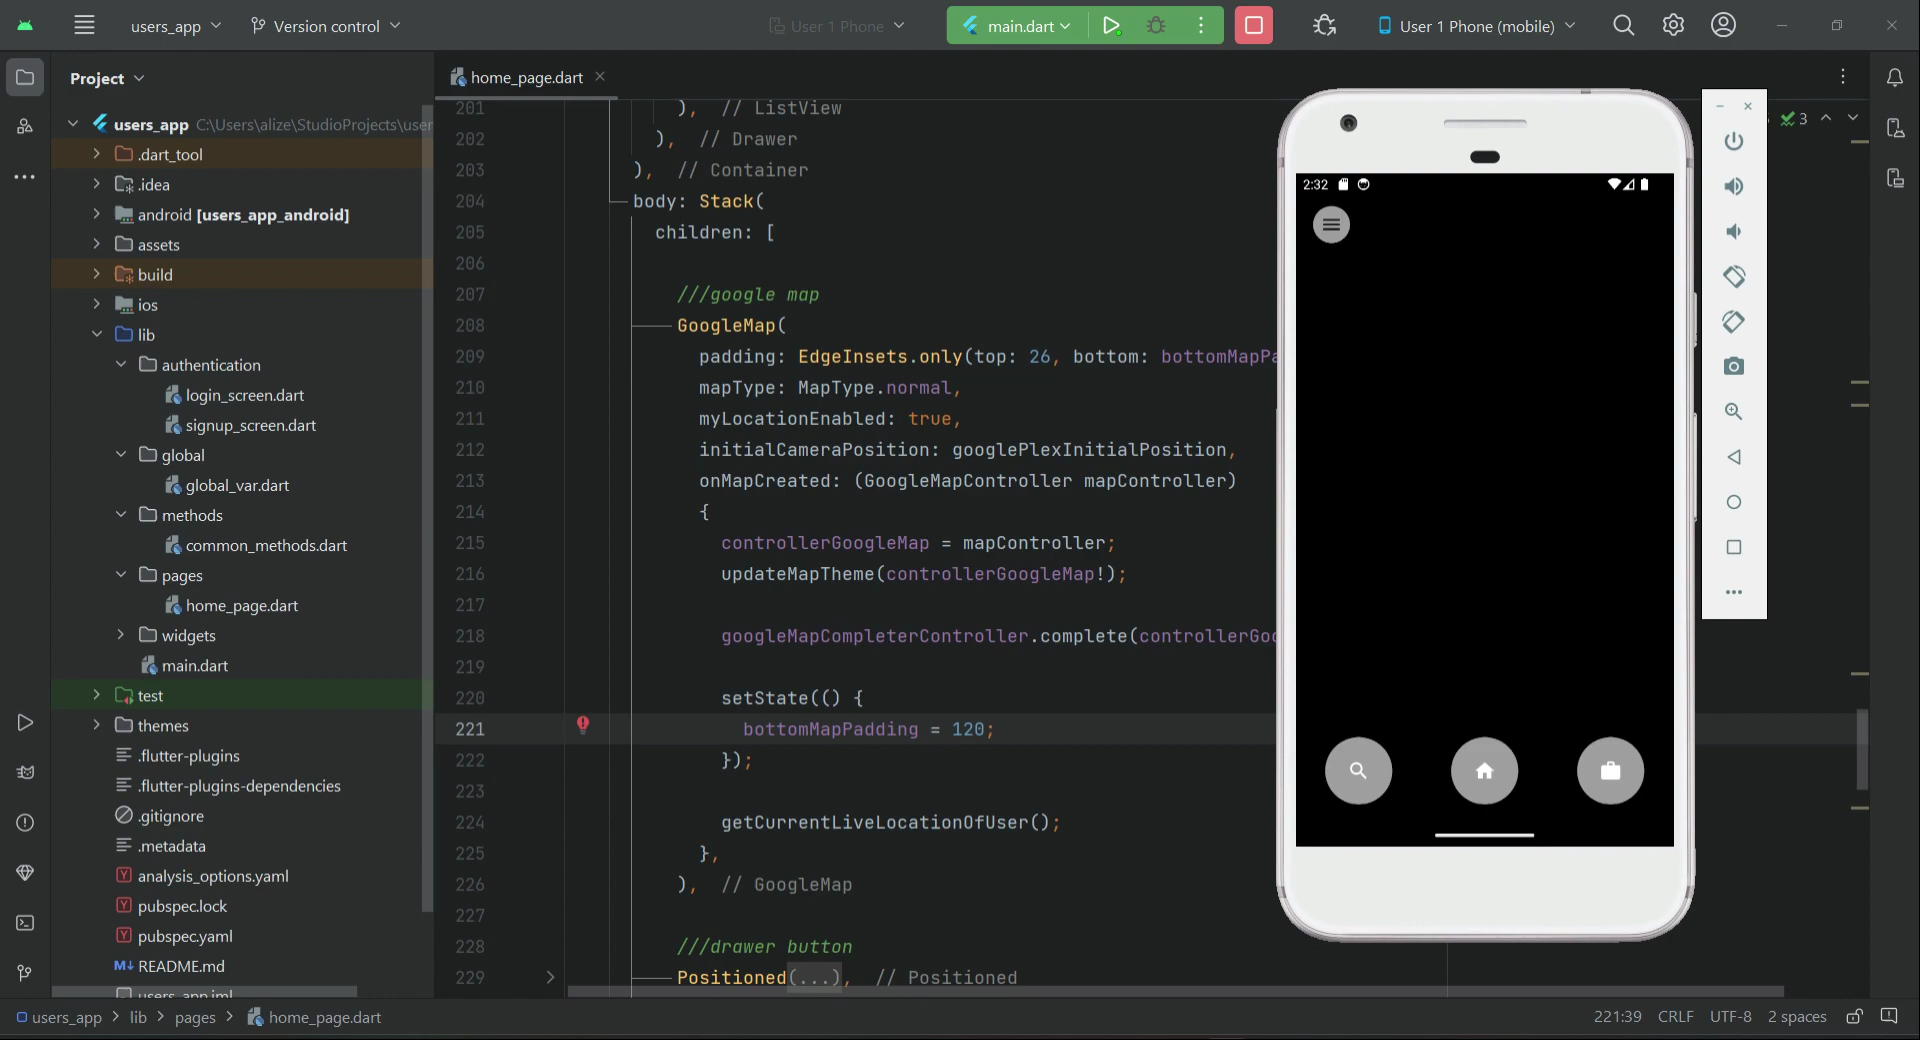 users_app
Version control
User 1 Phone
main.dart
User 1 Phone (mobile)
Project
home_page.dart
users_app C:\Users\alize\StudioProjects\user
.dart_tool
.idea
android [users_app_android]
assets
build
ios
lib
authentication
login_screen.dart
signup_screen.dart
global
global_var.dart
methods
common_methods.dart
pages
home_page.dart
widgets
main.dart
test
themes
.flutter-plugins
.flutter-plugins-dependencies
.gitignore
.metadata
analysis_options.yaml
pubspec.lock
pubspec.yaml
README.md
users_app.iml
201 ), // ListView
202 ), // Drawer
203 ), // Container
204 body: Stack(
205 children: [
206
207 ///google map
208 GoogleMap(
209 padding: EdgeInsets.only(top: 26, bottom: bottomMapPa
210 mapType: MapType.normal,
211 myLocationEnabled: true,
212 initialCameraPosition: googlePlexInitialPosition,
213 onMapCreated: (GoogleMapController mapController)
214 {
215 controllerGoogleMap = mapController;
216 updateMapTheme(controllerGoogleMap!);
217
218 googleMapCompleterController.complete(controllerGoo
219
220 setState(() {
221 bottomMapPadding = 120;
222 });
223
224 getCurrentLiveLocationOfUser();
225 },
226 ), // GoogleMap
227
228 ///drawer button
229 Positioned(...), // Positioned
3
2:32
users_app > lib > pages > home_page.dart
221:39 CRLF UTF-8 2 spaces